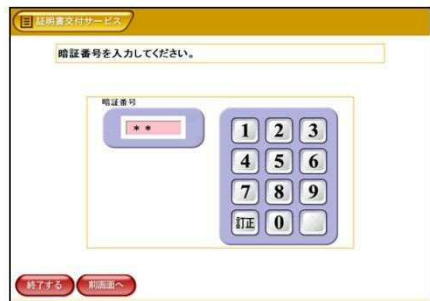 証明書交付サービス
暗証番号を入力してください。
暗証番号
* *
1 2 3
4 5 6
7 8 9
訂正 0
終了する 前画面へ